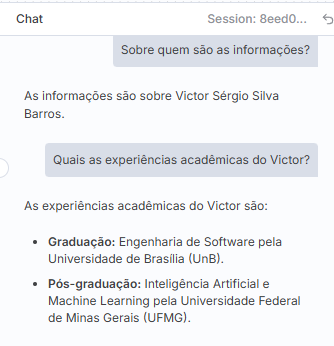 Chat
Session: 8eed0...
Sobre quem são as informações?
As informações são sobre Victor Sérgio Silva
Barros.
Quais as experiências acadêmicas do Victor?
As experiências acadêmicas do Victor são:
• Graduação: Engenharia de Software pela
Universidade de Brasília (UnB).
• Pós-graduação: Inteligência Artificial e
Machine Learning pela Universidade Federal
de Minas Gerais (UFMG).